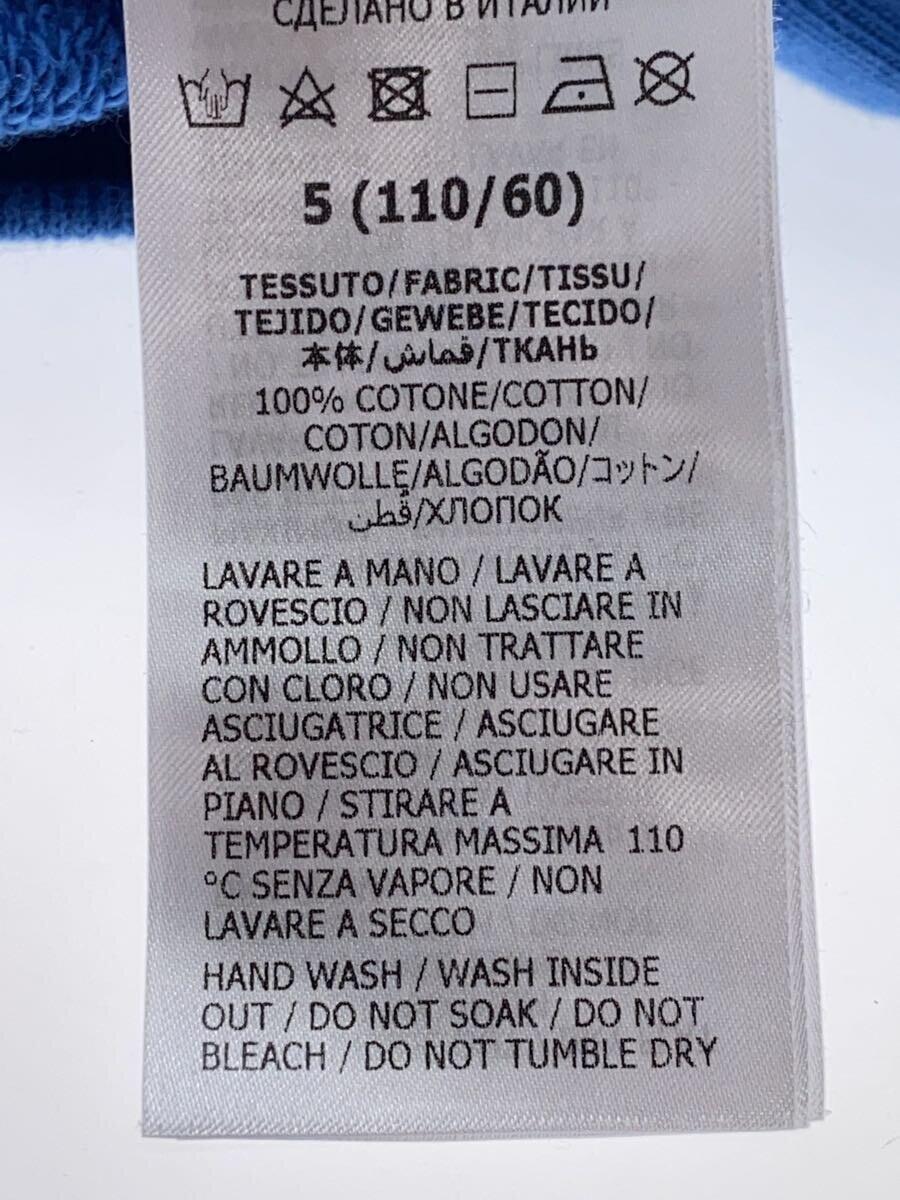 СДЕЛАНО В ИТАЛИИ
5 (110/60)
TESSUTO/FABRIC/TISSU/
TEJIDO/GEWEBE/TECIDO/
本体/قماش/ТКАНЬ
100% COTONE/COTTON/
COTON/ALGODON/
BAUMWOLLE/ALGODÃO/コットン/
قُطن/ХЛОПОК
LAVARE A MANO / LAVARE A
ROVESCIO / NON LASCIARE IN
AMMOLLO / NON TRATTARE
CON CLORO / NON USARE
ASCIUGATRICE / ASCIUGARE
AL ROVESCIO / ASCIUGARE IN
PIANO / STIRARE A
TEMPERATURA MASSIMA 110
°C SENZA VAPORE / NON
LAVARE A SECCO
HAND WASH / WASH INSIDE
OUT / DO NOT SOAK / DO NOT
BLEACH / DO NOT TUMBLE DRY